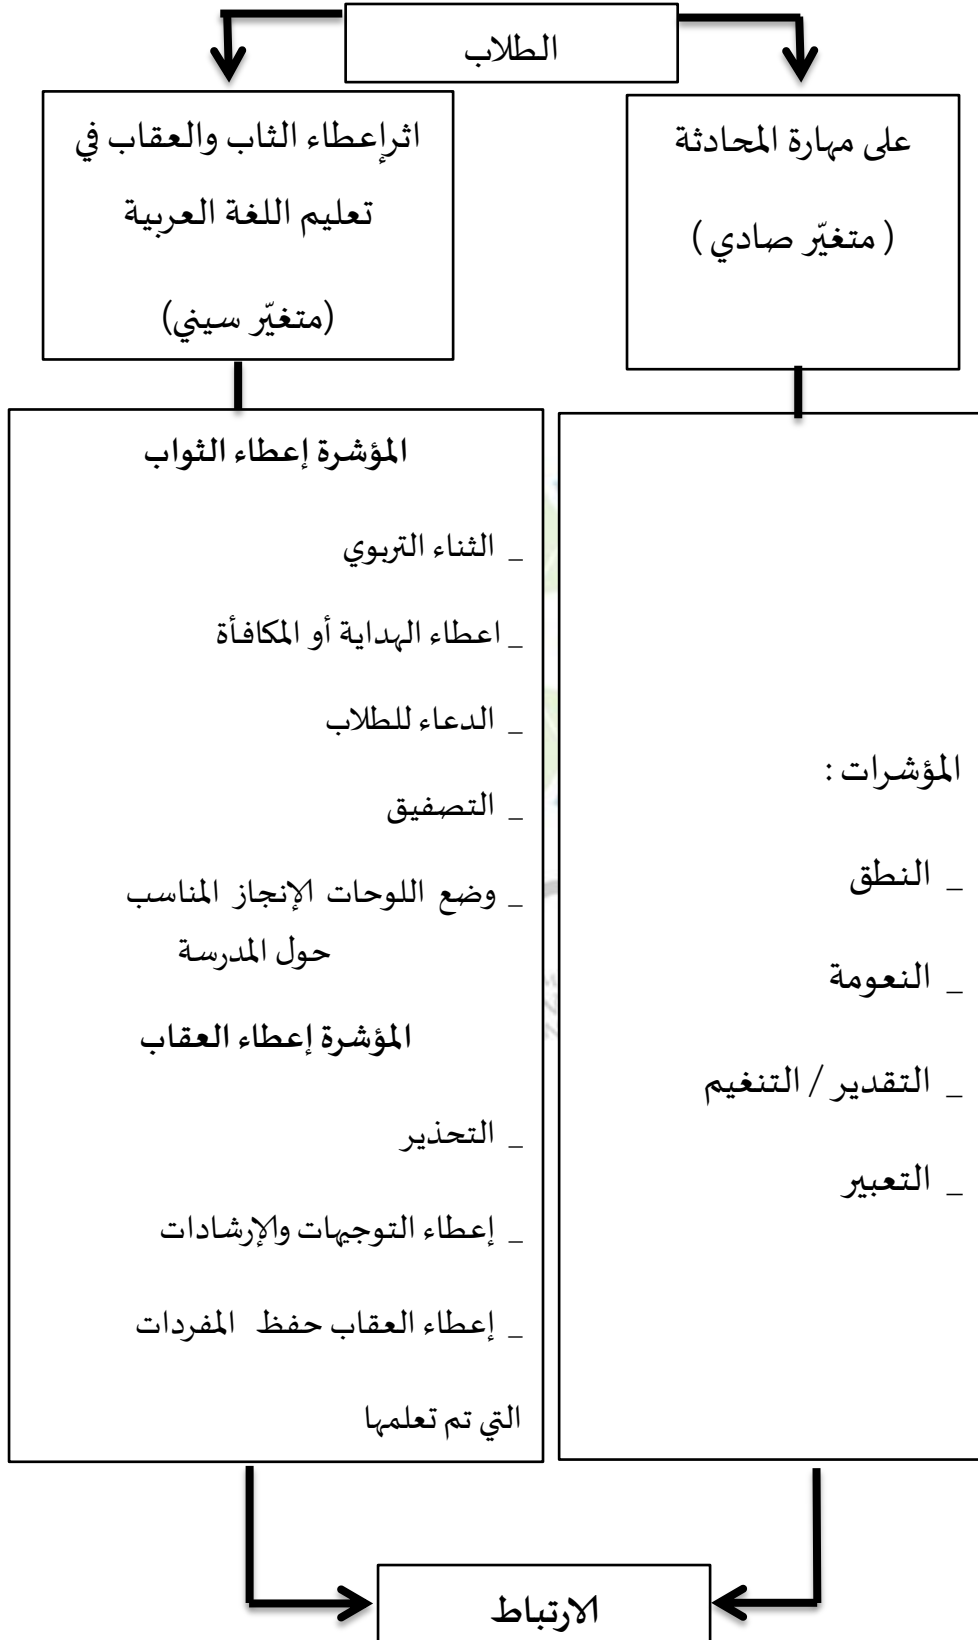 الطلاب
على مهارة المحادثة
( متغيّر صادي )
اثرإعطاء الثاب والعقاب في
تعليم اللغة العربية
(متغيّر سيني)
المؤشرات :
_ النطق
_ النعومة
_ التقدير / التنغيم
_ التعبير
المؤشرة إعطاء الثواب
_ الثناء التربوي
_ اعطاء الهداية أو المكافأة
_ الدعاء للطلاب
_ التصفيق
_ وضع اللوحات الإنجاز المناسب
حول المدرسة
المؤشرة إعطاء العقاب
_ التحذير
_ إعطاء التوجيهات والإرشادات
_ إعطاء العقاب حفظ المفردات
التي تم تعلمها
الارتباط